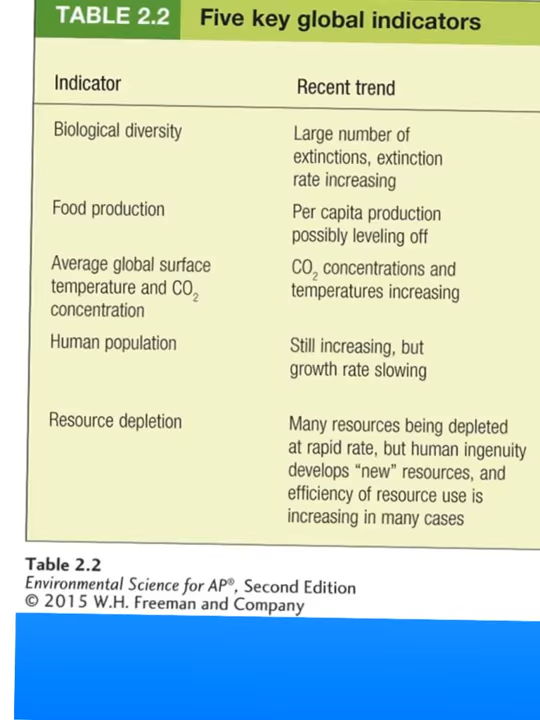 TABLE 2.2 Five key global indicators
Indicator Recent trend
Biological diversity Large number of
extinctions, extinction
rate increasing
Food production Per capita production
possibly leveling off
Average global surface CO₂ concentrations and
temperature and CO₂ temperatures increasing
concentration
Human population Still increasing, but
growth rate slowing
Resource depletion Many resources being depleted
at rapid rate, but human ingenuity
develops “new” resources, and
efficiency of resource use is
increasing in many cases
Table 2.2
Environmental Science for AP®, Second Edition
© 2015 W.H. Freeman and Company